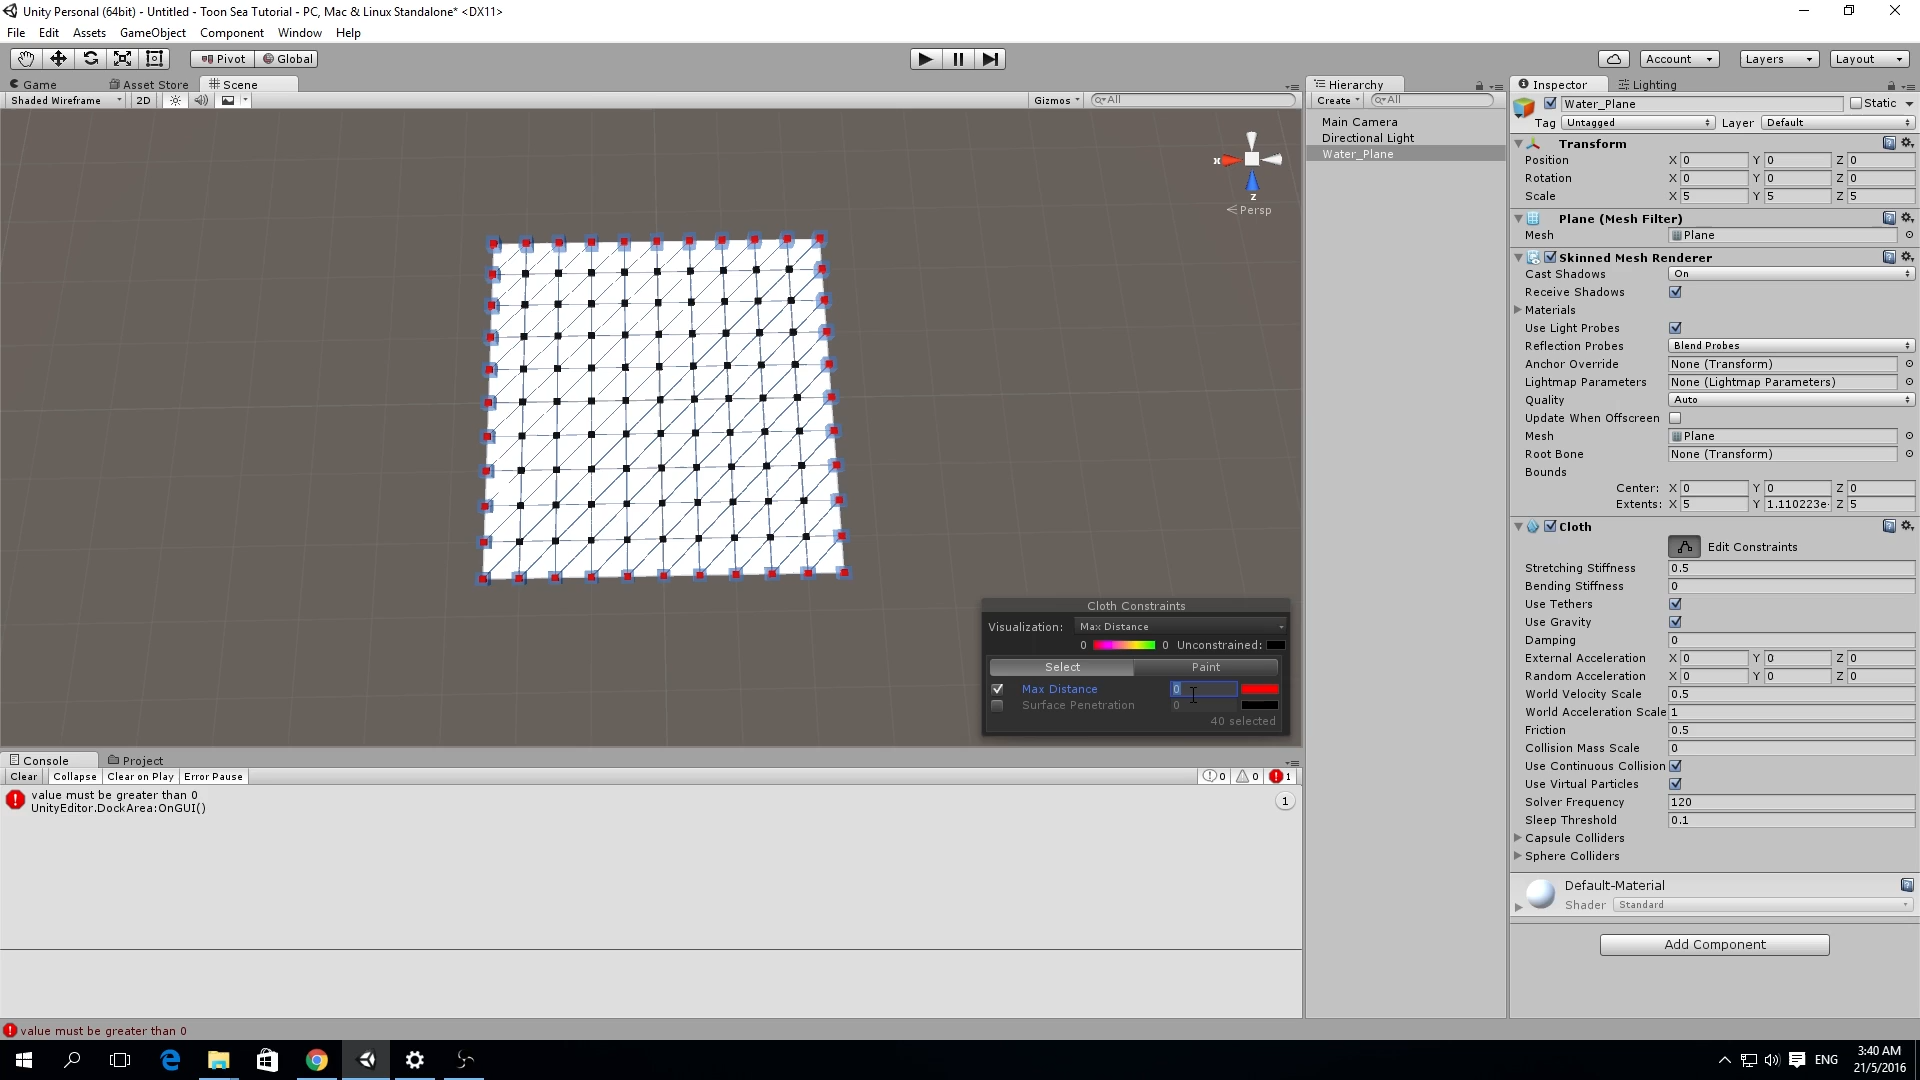 Unity Personal (64bit) - Untitled - Toon Sea Tutorial - PC, Mac & Linux Standalone* <DX11>
File Edit Assets GameObject Component Window Help
Pivot Global Account Layers Layout
Game Asset Store Scene
Shaded Wireframe 2D Gizmos All
x
z
Persp
Cloth Constraints
Visualization: Max Distance
0 0 Unconstrained:
Select Paint
Max Distance 0
Surface Penetration 0
40 selected
Hierarchy
Create All
Main Camera
Directional Light
Water_Plane
Inspector Lighting
Water_Plane Static
Tag Untagged Layer Default
Transform
Position X 0 Y 0 Z 0
Rotation X 0 Y 0 Z 0
Scale X 5 Y 5 Z 5
Plane (Mesh Filter)
Mesh Plane
Skinned Mesh Renderer
Cast Shadows On
Receive Shadows
Materials
Use Light Probes
Reflection Probes Blend Probes
Anchor Override None (Transform)
Lightmap Parameters None (Lightmap Parameters)
Quality Auto
Update When Offscreen
Mesh Plane
Root Bone None (Transform)
Bounds
Center: X 0 Y 0 Z 0
Extents: X 5 Y 1.110223e- Z 5
Cloth
Edit Constraints
Stretching Stiffness 0.5
Bending Stiffness 0
Use Tethers
Use Gravity
Damping 0
External Acceleration X 0 Y 0 Z 0
Random Acceleration X 0 Y 0 Z 0
World Velocity Scale 0.5
World Acceleration Scale 1
Friction 0.5
Collision Mass Scale 0
Use Continuous Collision
Use Virtual Particles
Solver Frequency 120
Sleep Threshold 0.1
Capsule Colliders
Sphere Colliders
Default-Material
Shader Standard
Add Component
Console Project
Clear Collapse Clear on Play Error Pause 0 0 1
value must be greater than 0
UnityEditor.DockArea:OnGUI()
1
value must be greater than 0
ENG
3:40 AM
21/5/2016